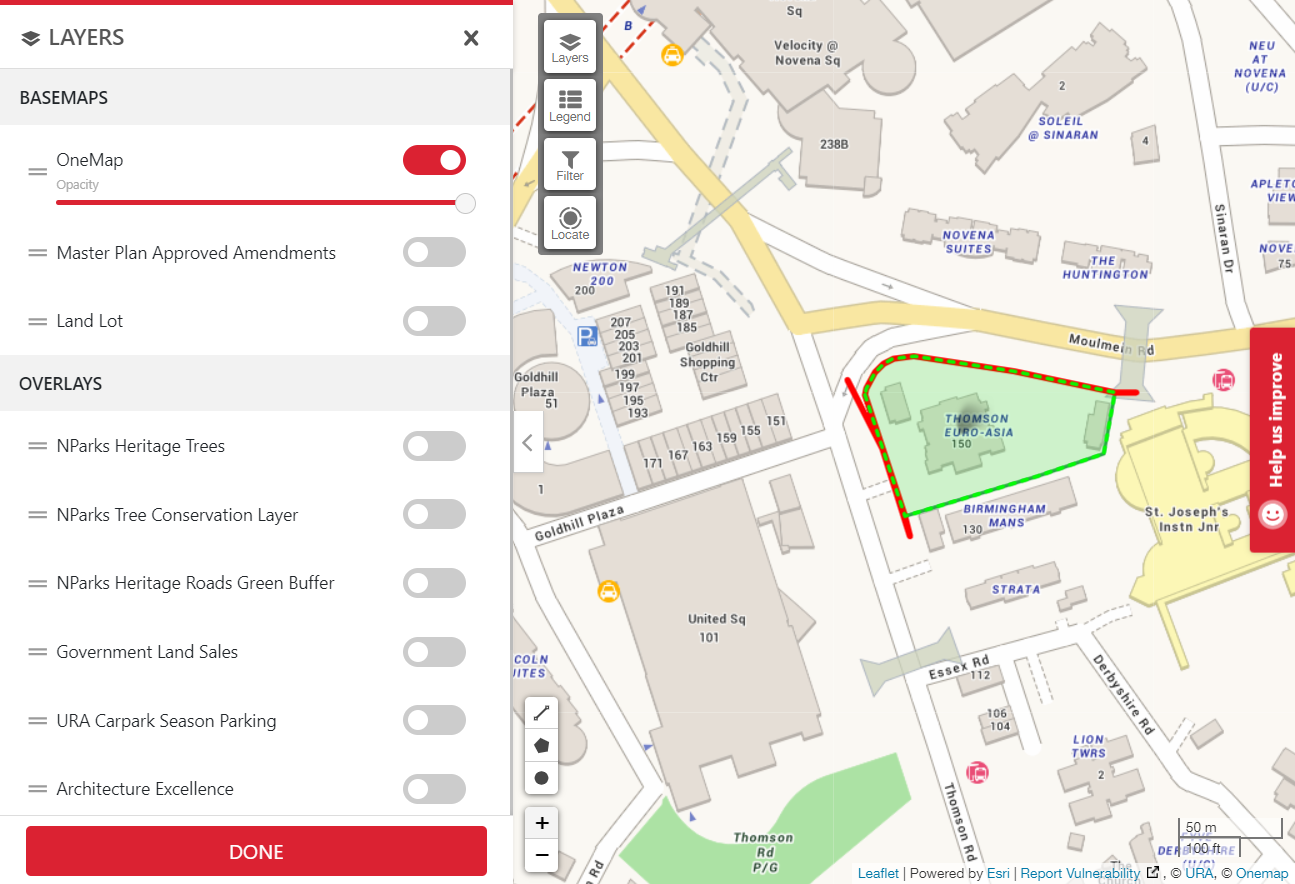 LAYERS
BASEMAPS
OneMap
Opacity
Master Plan Approved Amendments
Land Lot
OVERLAYS
NParks Heritage Trees
NParks Tree Conservation Layer
NParks Heritage Roads Green Buffer
Government Land Sales
URA Carpark Season Parking
Architecture Excellence
DONE
Layers
Legend
Filter
Locate
B
Sq
Velocity @
Novena Sq
238B
2
SOLEIL
@ SINARAN
4
NEU
AT
NOVENA
(U/C)
APLETO
VIEW
Sinaran Dr
NOVE
75
NOVENA
SUITES
THE
HUNTINGTON
NEWTON
200
200
191
189
187
185
207
205
203
201
199
197
195
193
Goldhill
Shopping
Ctr
Goldhill
Plaza
51
1
171
167
163
159
155
151
Goldhill Plaza
Moulmein Rd
THOMSON
EURO-ASIA
150
BIRMINGHAM
MANS
130
St. Joseph's
Instn Jnr
STRATA
United Sq
101
COLN
ITES
Essex Rd
112
106
104
Derbyshire Rd
LION
TWRS
2
Thomson Rd
Thomson
Rd
P/G
Rd
The
Church
DERBYSHIRE
(U/C)
Help us improve
+
−
50 m
100 ft
Leaflet | Powered by Esri | Report Vulnerability , © URA, © Onemap